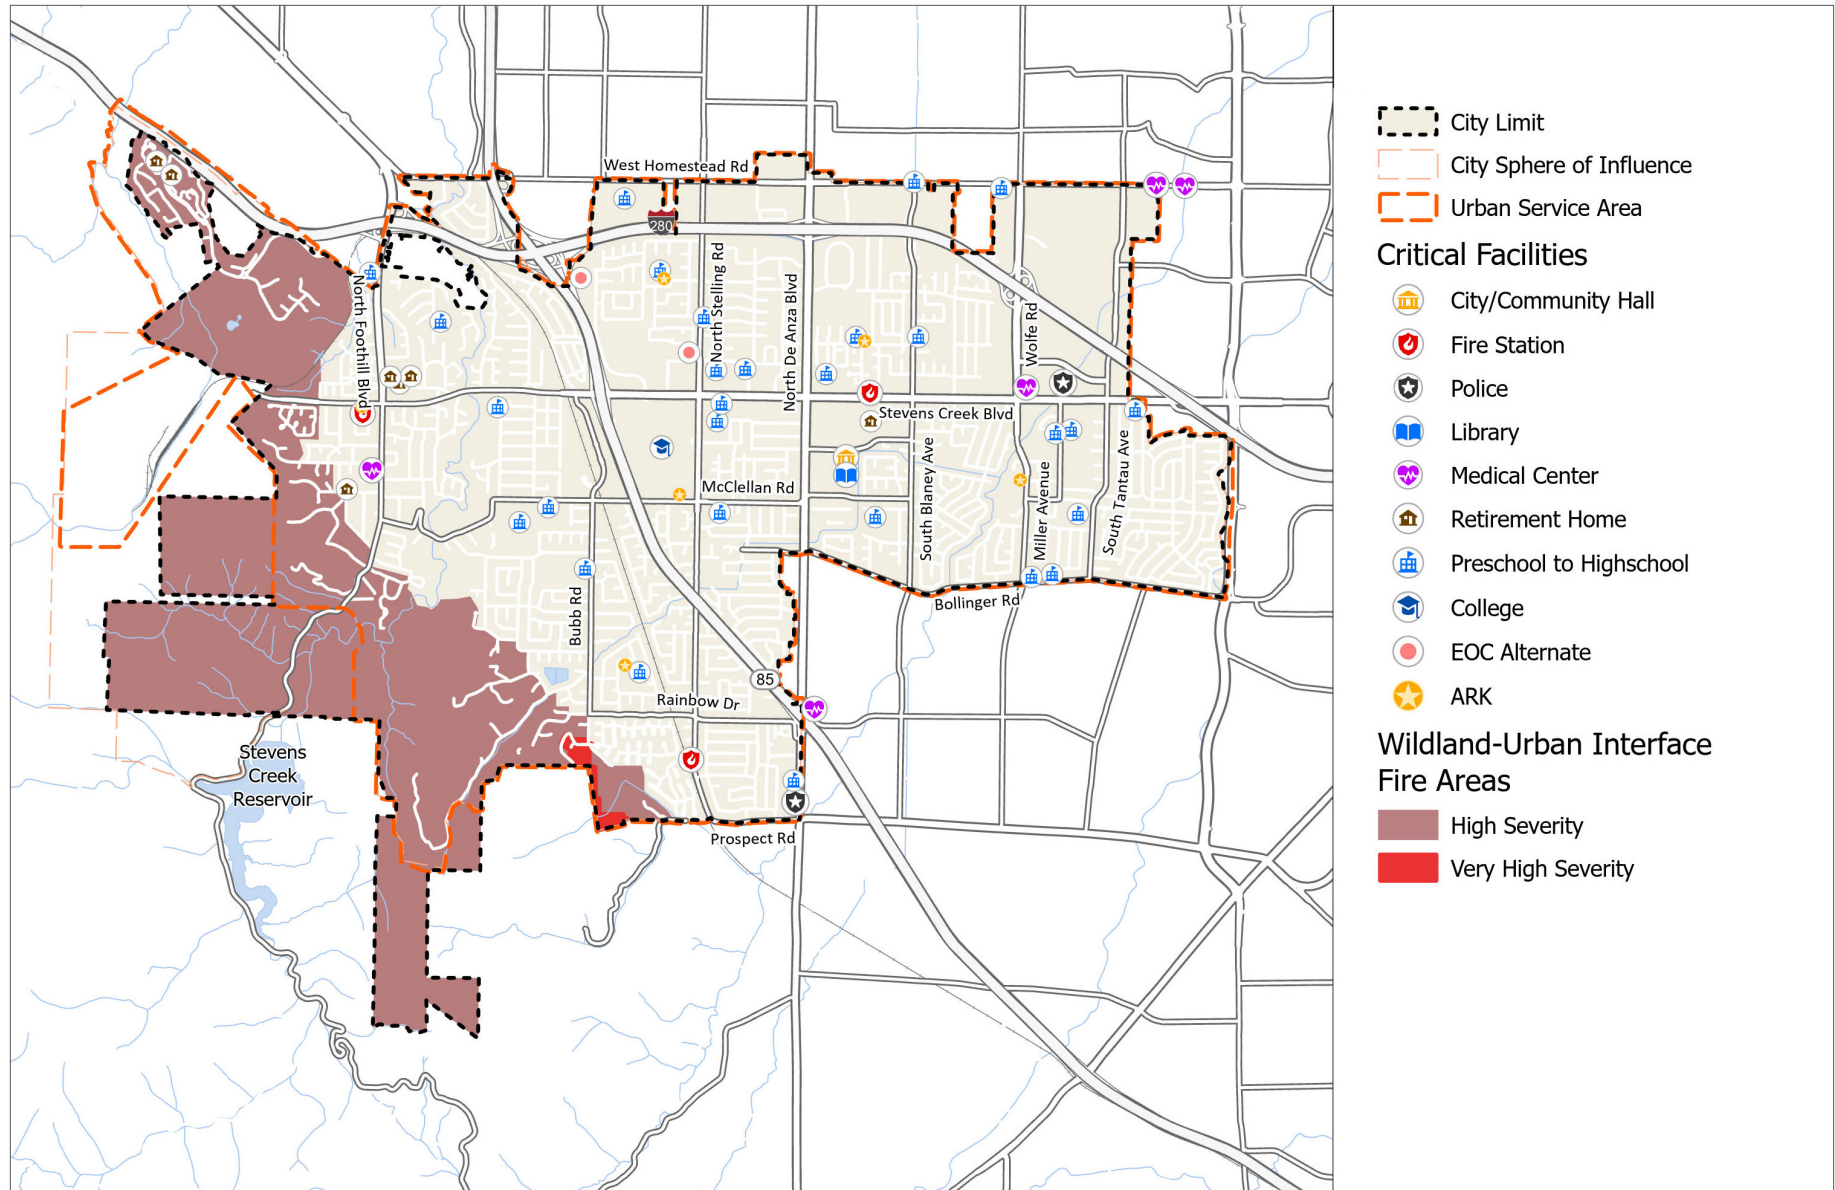 West Homestead Rd
280
North Foothill Blvd
North Stelling Rd
North De Anza Blvd
Wolfe Rd
Stevens Creek Blvd
McClellan Rd
South Blaney Ave
Miller Avenue
South Tantau Ave
Bubb Rd
Bollinger Rd
85
Rainbow Dr
Stevens
Creek
Reservoir
Prospect Rd
City Limit
City Sphere of Influence
Urban Service Area
Critical Facilities
City/Community Hall
Fire Station
Police
Library
Medical Center
Retirement Home
Preschool to Highschool
College
EOC Alternate
ARK
Wildland-Urban Interface
Fire Areas
High Severity
Very High Severity